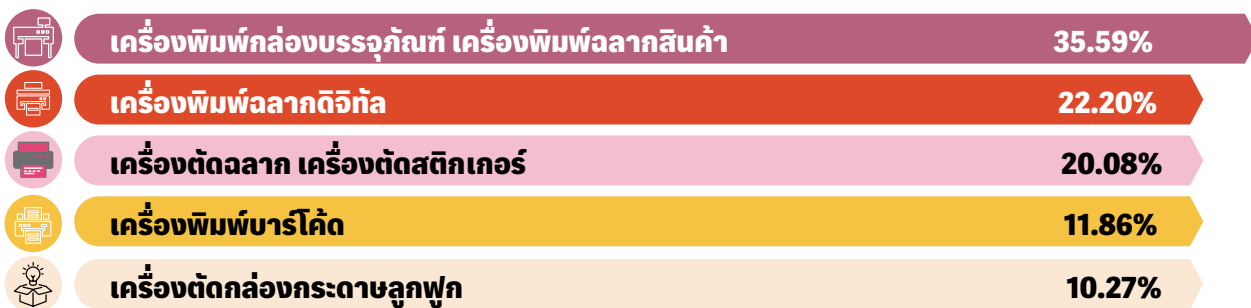 เครื่องพิมพ์กล่องบรรจุภัณฑ์ เครื่องพิมพ์ฉลากสินค้า 35.59%
เครื่องพิมพ์ฉลากดิจิทัล 22.20%
เครื่องตัดฉลาก เครื่องตัดสติกเกอร์ 20.08%
เครื่องพิมพ์บาร์โค้ด 11.86%
เครื่องตัดกล่องกระดาษลูกฟูก 10.27%